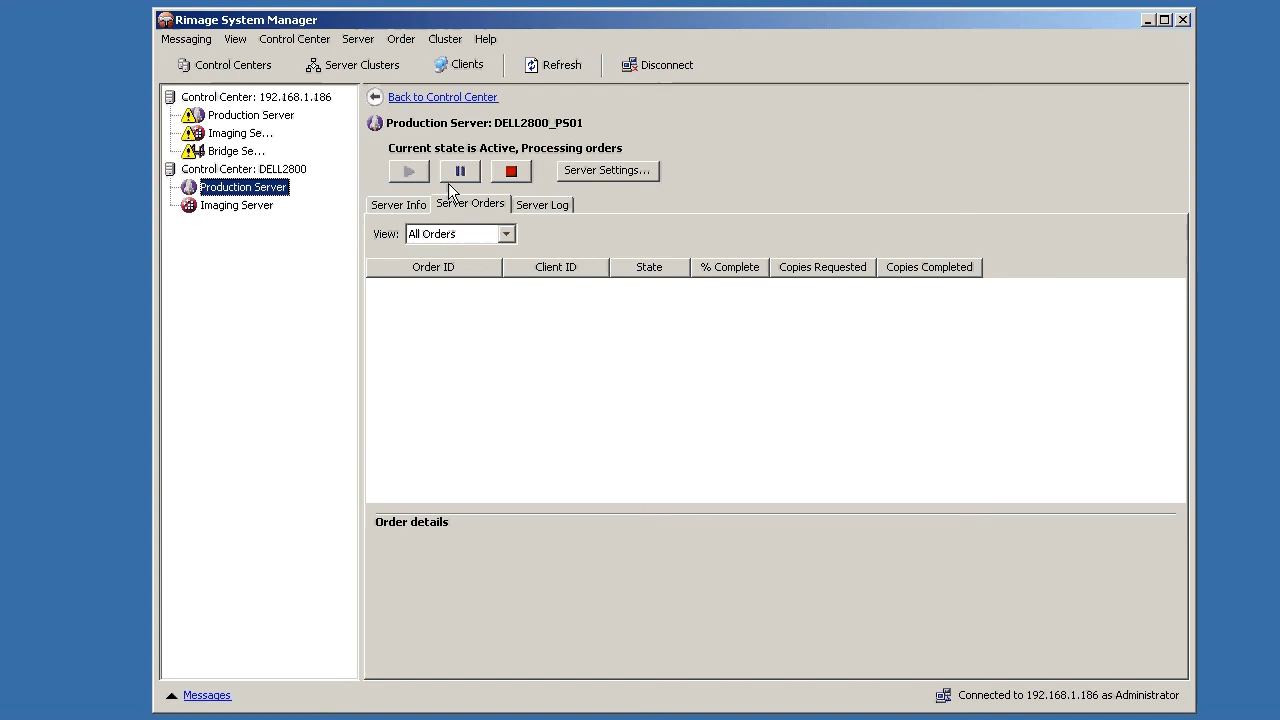 Rimage System Manager
Messaging View Control Center Server Order Cluster Help
Control Centers Server Clusters Clients Refresh Disconnect
Control Center: 192.168.1.186
Production Server
Imaging Se...
Bridge Se...
Control Center: DELL2800
Production Server
Imaging Server
Back to Control Center
Production Server: DELL2800_PS01
Current state is Active, Processing orders
Server Settings...
Server Info Server Orders Server Log
View: All Orders
Order ID Client ID State % Complete Copies Requested Copies Completed
Order details
Messages
Connected to 192.168.1.186 as Administrator